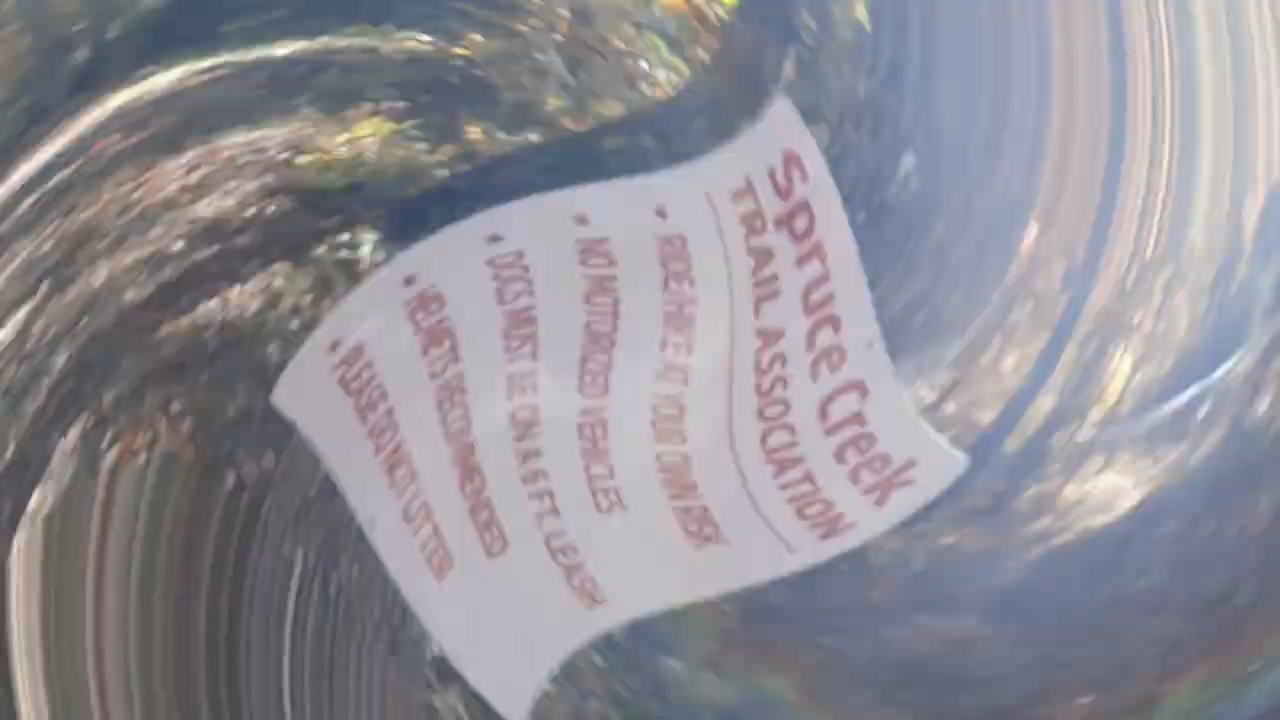 Spruce Creek
TRAIL ASSOCIATION
• RIDE/HIKE AT YOUR OWN RISK
• NO MOTORIZED VEHICLES
• DOGS MUST BE ON A 6 FT. LEASH
• HELMETS RECOMMENDED
• PLEASE DO NOT LITTER